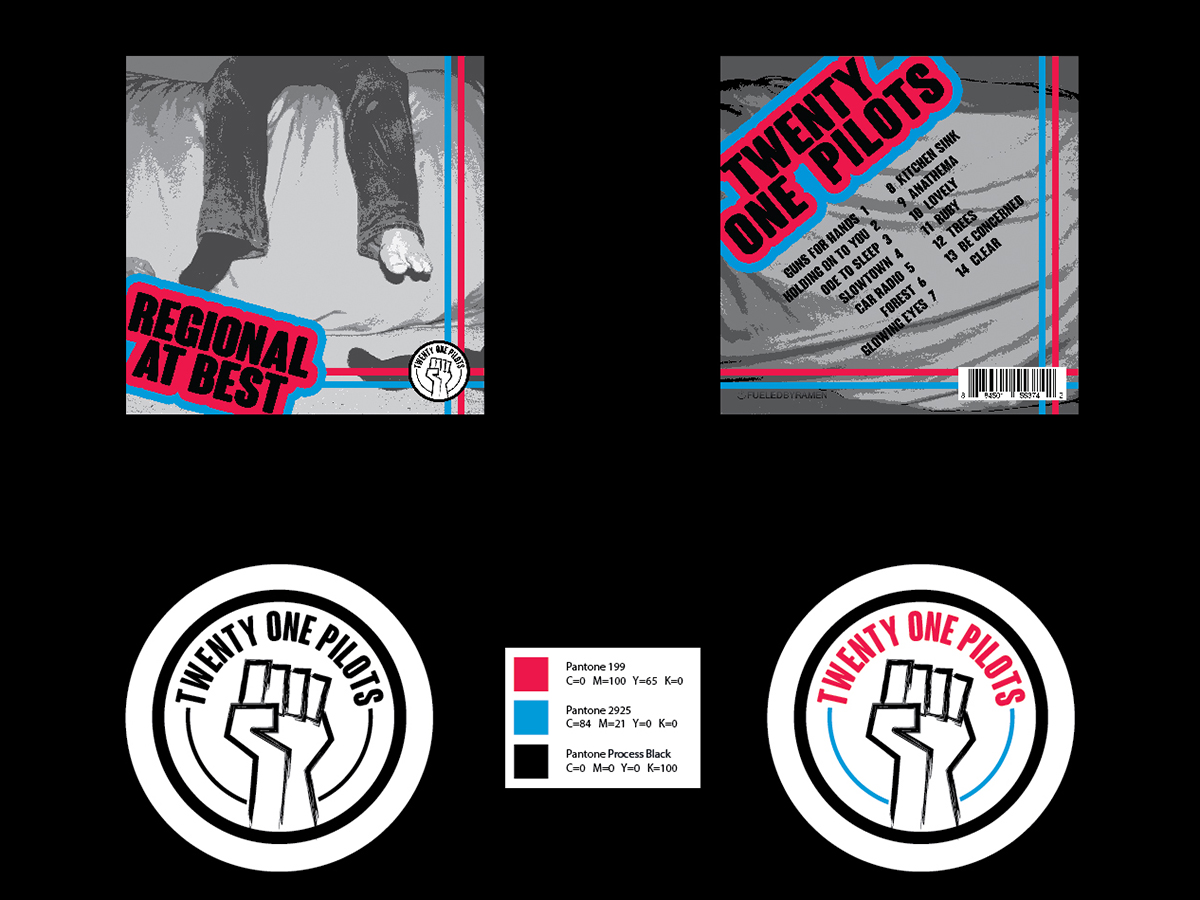 REGIONAL
AT BEST
TWENTY ONE PILOTS
TWENTY
ONE PILOTS
GUNS FOR HANDS 1
HOLDING ON TO YOU 2
ODE TO SLEEP 3
SLOWTOWN 4
CAR RADIO 5
FOREST 6
GLOWING EYES 7
8 KITCHEN SINK
9 ANATHEMA
10 LOVELY
11 RUBY
12 TREES
13 BE CONCERNED
14 CLEAR
FUELEDBYRAMEN
TWENTY ONE PILOTS
Pantone 199
C=0 M=100 Y=65 K=0
Pantone 2925
C=84 M=21 Y=0 K=0
Pantone Process Black
C=0 M=0 Y=0 K=100
TWENTY ONE PILOTS